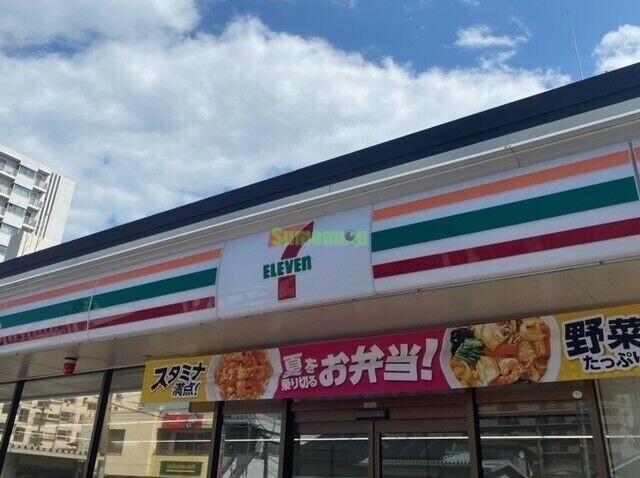 Sumomion
7
ELEVEN
スタミナ
満点!
夏を
乗り切る
お弁当!
野菜
たっぷり